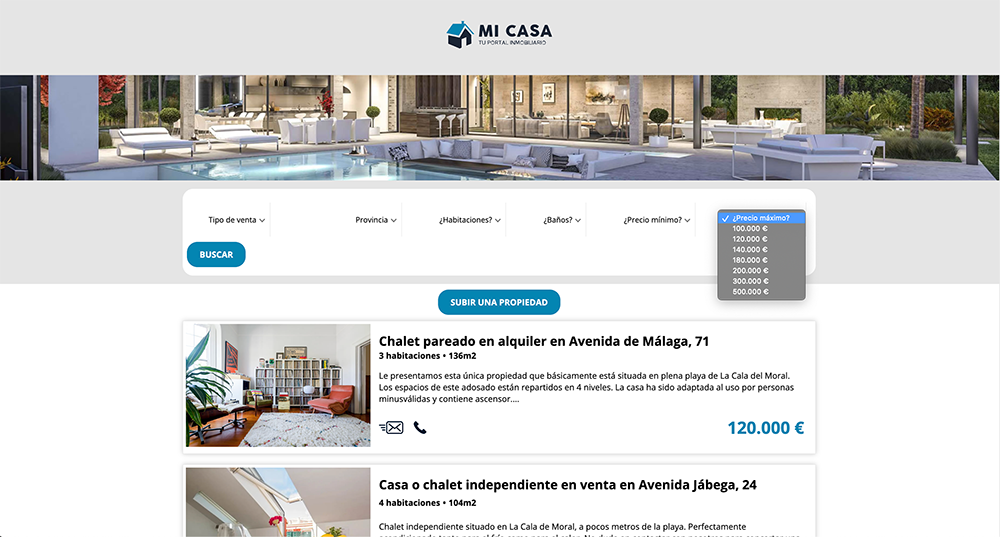 MI CASA
TU PORTAL INMOBILIARIO
Tipo de venta
Provincia
¿Habitaciones?
¿Baños?
¿Precio mínimo?
¿Precio máximo?
100.000 €
120.000 €
140.000 €
180.000 €
200.000 €
300.000 €
500.000 €
BUSCAR
SUBIR UNA PROPIEDAD
Chalet pareado en alquiler en Avenida de Málaga, 71
3 habitaciones • 136m2
Le presentamos esta única propiedad que básicamente está situada en plena playa de La Cala del Moral.
Los espacios de este adosado están repartidos en 4 niveles. La casa ha sido adaptada al uso por personas
minusválidas y contiene ascensor....
120.000 €
Casa o chalet independiente en venta en Avenida Jábega, 24
4 habitaciones • 104m2
Chalet independiente situado en La Cala de Moral, a pocos metros de la playa. Perfectamente